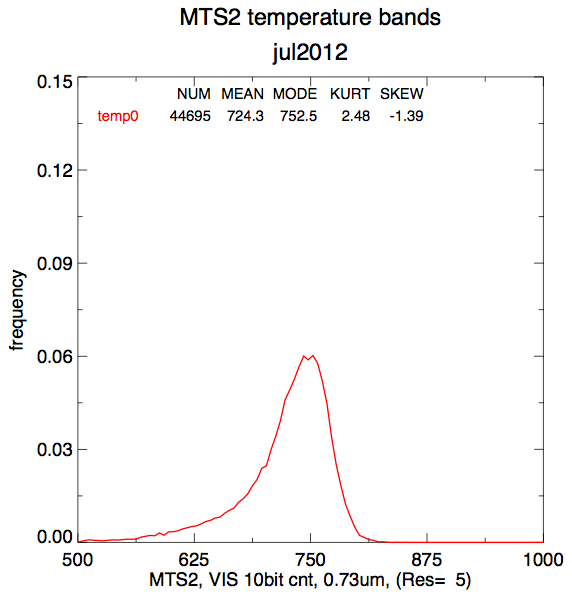 MTS2 temperature bands
jul2012
NUM MEAN MODE KURT SKEW
temp0 44695 724.3 752.5 2.48 -1.39
0.15
0.12
0.09
0.06
0.03
0.00
frequency
500 625 750 875 1000
MTS2, VIS 10bit cnt, 0.73um, (Res= 5)